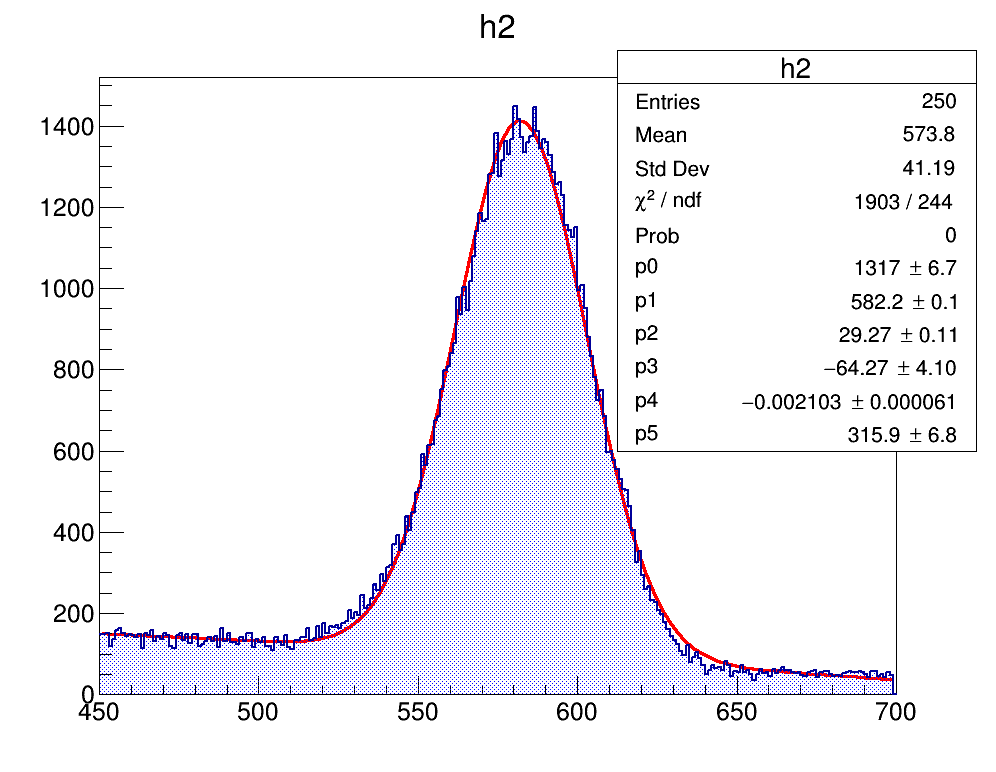 h2
h2
Entries 250
Mean 573.8
Std Dev 41.19
χ² / ndf 1903 / 244
Prob 0
p0 1317 ± 6.7
p1 582.2 ± 0.1
p2 29.27 ± 0.11
p3 −64.27 ± 4.10
p4 −0.002103 ± 0.000061
p5 315.9 ± 6.8
1400
1200
1000
800
600
400
200
0
450 500 550 600 650 700